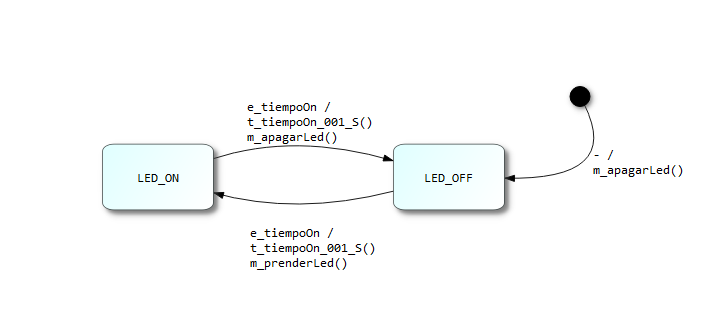 e_tiempoOn /
t_tiempoOn_001_S()
m_apagarLed()
LED_ON
LED_OFF
- /
m_apagarLed()
e_tiempoOn /
t_tiempoOn_001_S()
m_prenderLed()